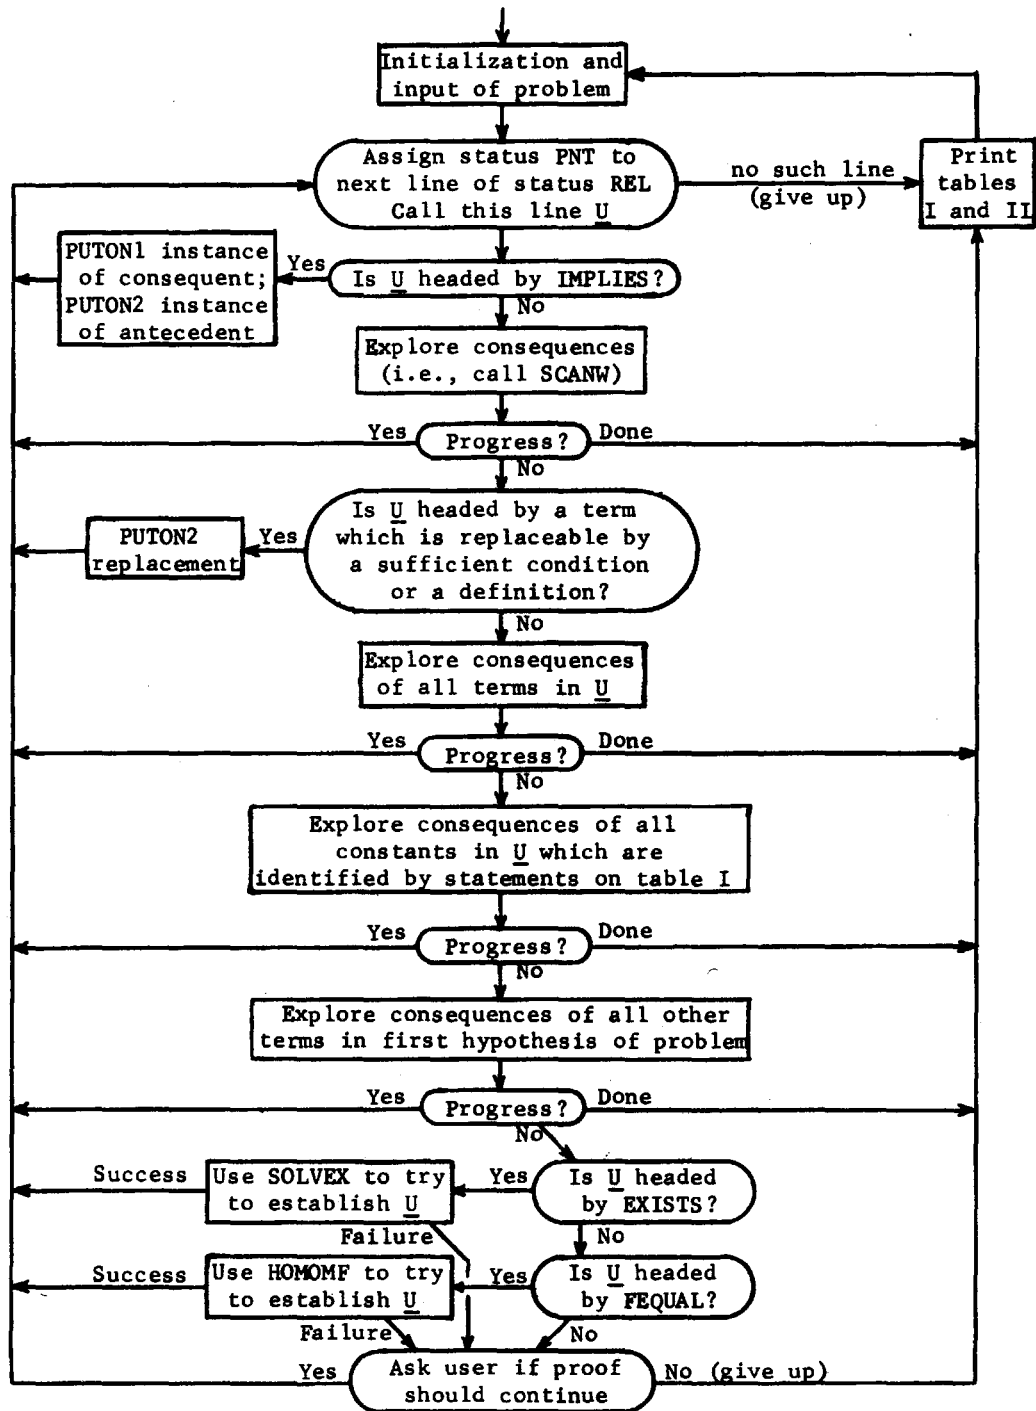 Initialization and
input of problem
Assign status PNT to
next line of status REL
Call this line U
no such line
(give up)
Print
tables
I and II
PUTON1 instance
of consequent;
PUTON2 instance
of antecedent
Yes
Is U headed by IMPLIES?
No
Explore consequences
(i.e., call SCANW)
Yes
Progress?
Done
No
Is U headed by a term
which is replaceable by
a sufficient condition
or a definition?
Yes
PUTON2
replacement
No
Explore consequences
of all terms in U
Yes
Progress?
Done
No
Explore consequences of all
constants in U which are
identified by statements on table I
Yes
Progress?
Done
No
Explore consequences of all other
terms in first hypothesis of problem
Yes
Progress?
Done
No
Success
Use SOLVEX to try
to establish U
Yes
Is U headed
by EXISTS?
Failure
No
Success
Use HOMOMF to try
to establish U
Yes
Is U headed
by FEQUAL?
Failure
No
Yes
Ask user if proof
should continue
No (give up)